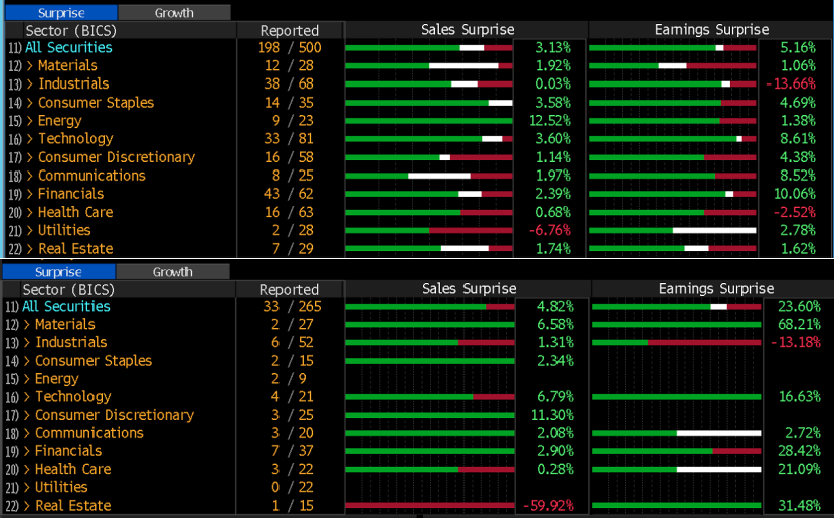 Surprise Growth
Sector (BICS) Reported Sales Surprise Earnings Surprise
11) All Securities 198 / 500 3.13% 5.16%
12) > Materials 12 / 28 1.92% 1.06%
13) > Industrials 38 / 68 0.03% -13.66%
14) > Consumer Staples 14 / 35 3.58% 4.69%
15) > Energy 9 / 23 12.52% 1.38%
16) > Technology 33 / 81 3.60% 8.61%
17) > Consumer Discretionary 16 / 58 1.14% 4.38%
18) > Communications 8 / 25 1.97% 8.52%
19) > Financials 43 / 62 2.39% 10.06%
20) > Health Care 16 / 63 0.68% -2.52%
21) > Utilities 2 / 28 -6.76% 2.78%
22) > Real Estate 7 / 29 1.74% 1.62%
Surprise Growth
Sector (BICS) Reported Sales Surprise Earnings Surprise
11) All Securities 33 / 265 4.82% 23.60%
12) > Materials 2 / 27 6.58% 68.21%
13) > Industrials 6 / 52 1.31% -13.18%
14) > Consumer Staples 2 / 15 2.34%
15) > Energy 2 / 9
16) > Technology 4 / 21 6.79% 16.63%
17) > Consumer Discretionary 3 / 25 11.30%
18) > Communications 3 / 20 2.08% 2.72%
19) > Financials 7 / 37 2.90% 28.42%
20) > Health Care 3 / 22 0.28% 21.09%
21) > Utilities 0 / 22
22) > Real Estate 1 / 15 -59.92% 31.48%